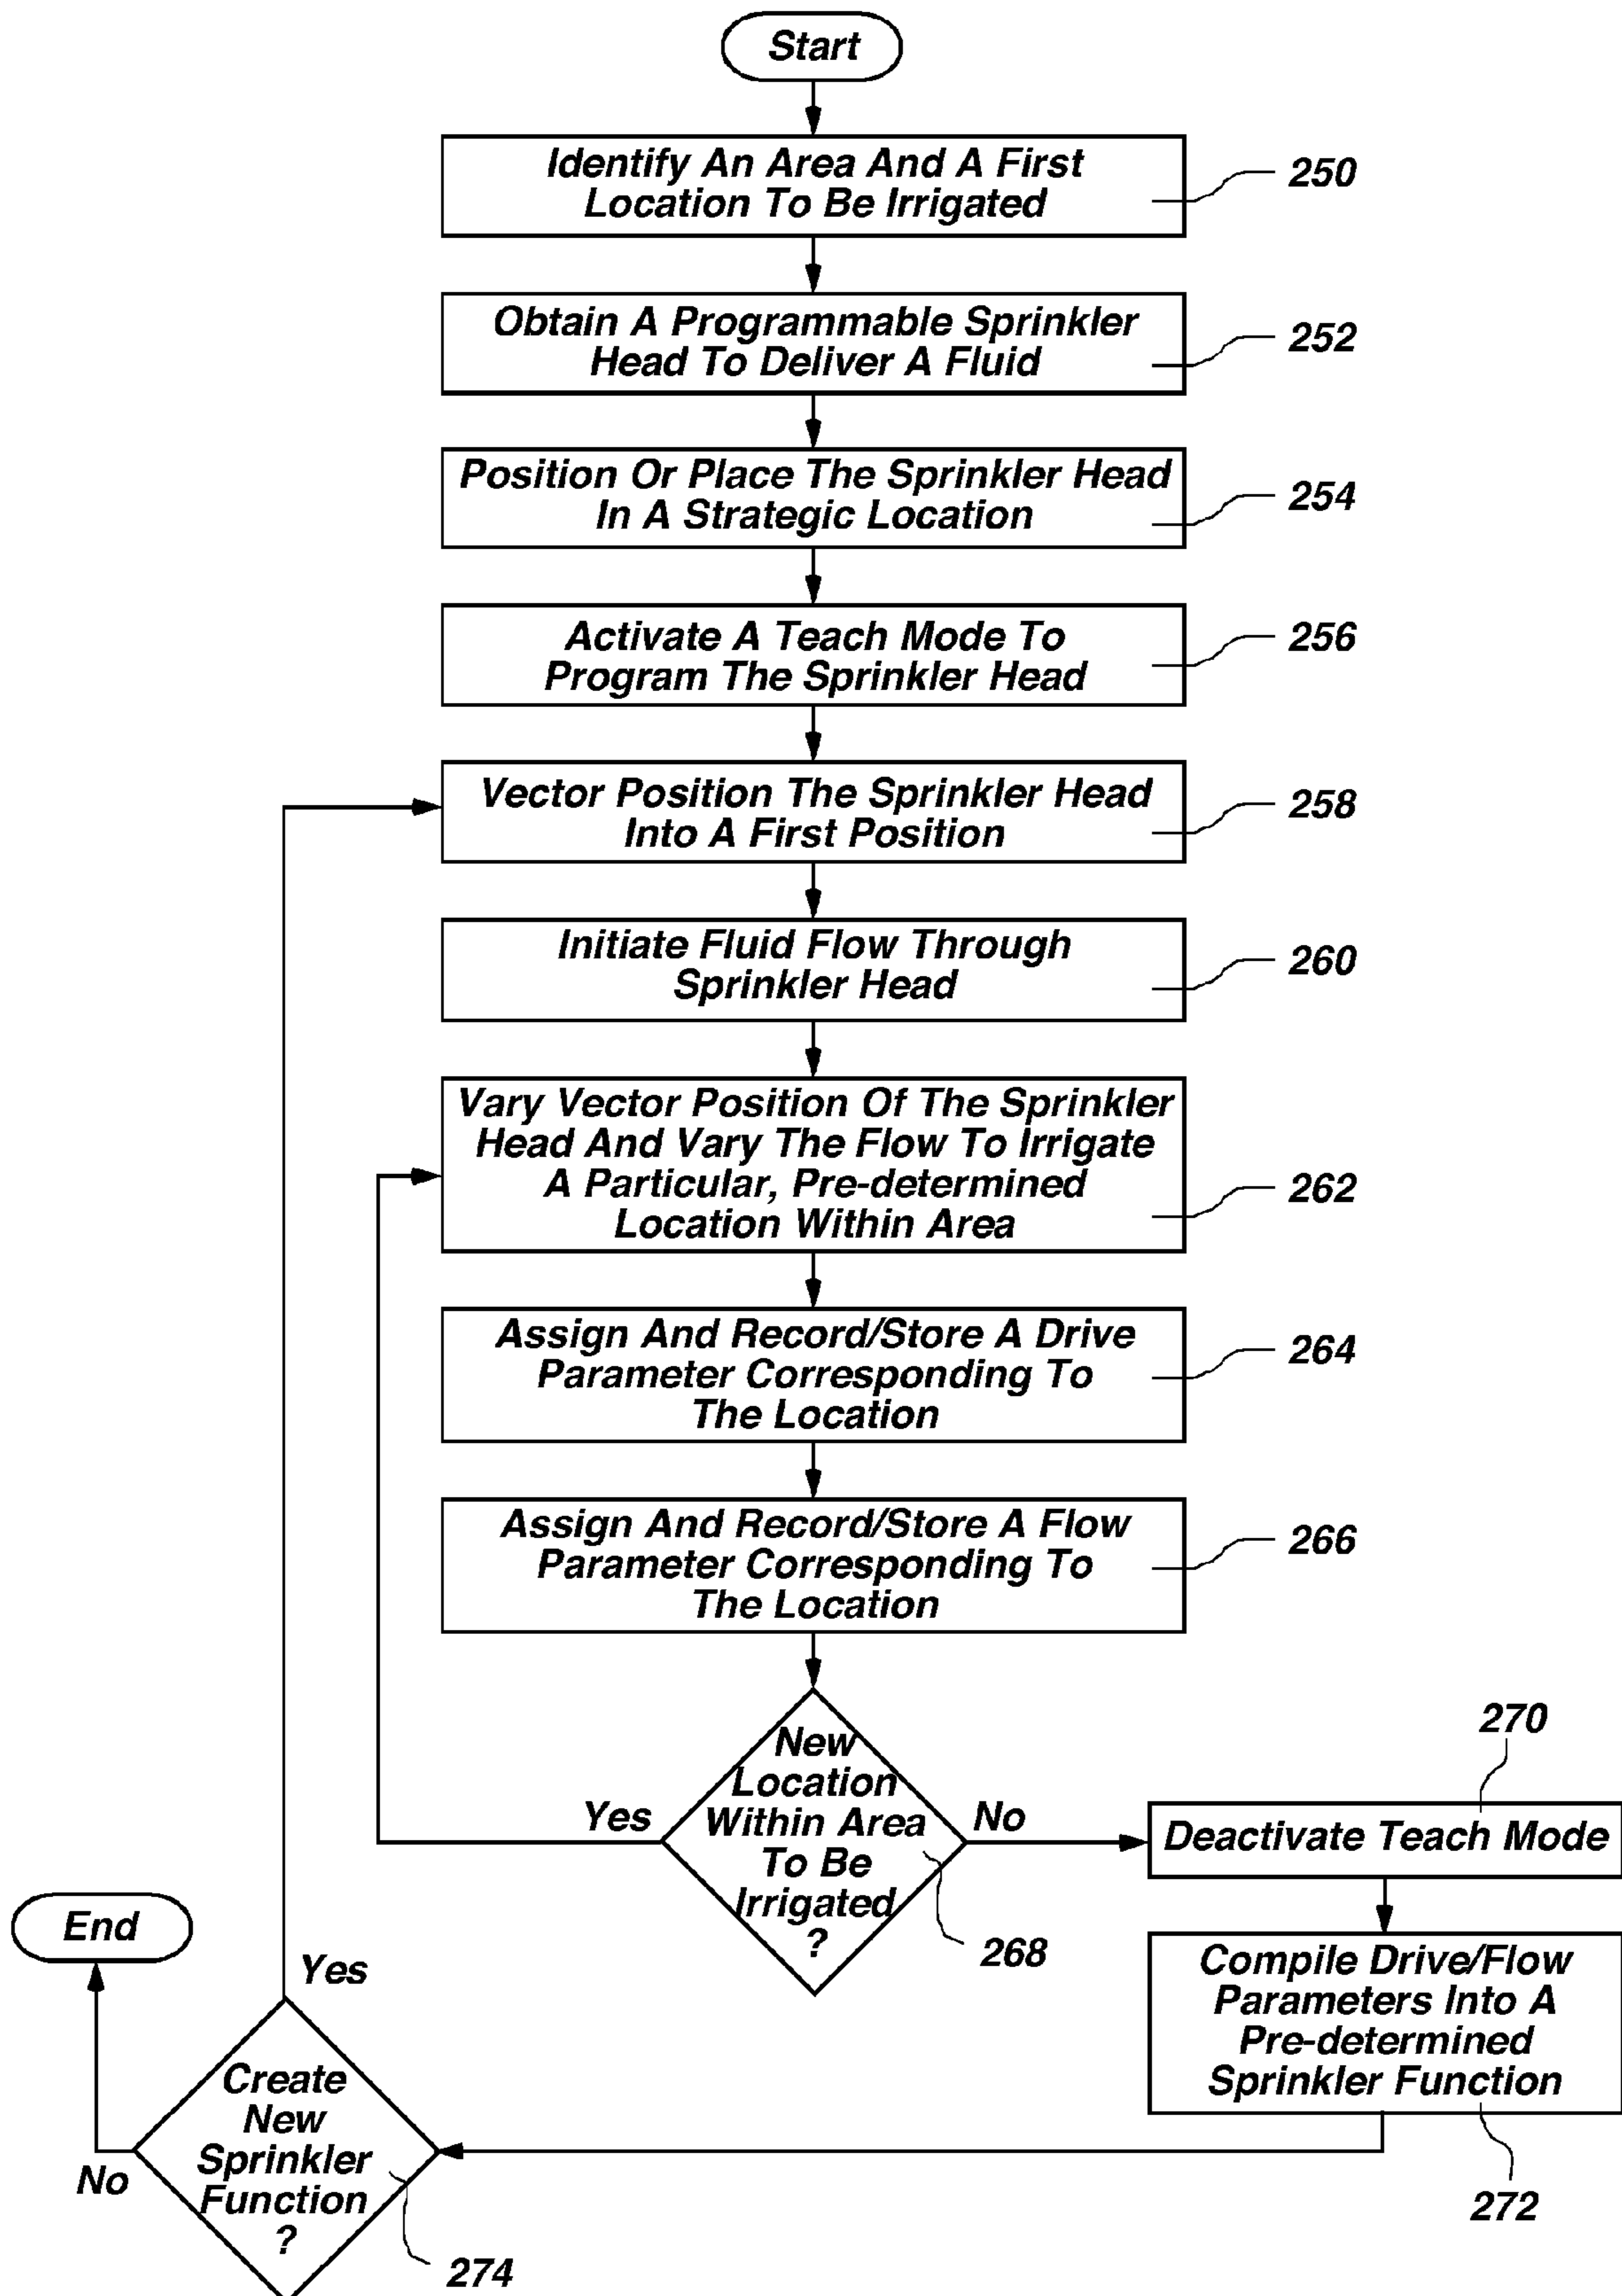 Start
Identify An Area And A First
Location To Be Irrigated
250
Obtain A Programmable Sprinkler
Head To Deliver A Fluid
252
Position Or Place The Sprinkler Head
In A Strategic Location
254
Activate A Teach Mode To
Program The Sprinkler Head
256
Vector Position The Sprinkler Head
Into A First Position
258
Initiate Fluid Flow Through
Sprinkler Head
260
Vary Vector Position Of The Sprinkler
Head And Vary The Flow To Irrigate
A Particular, Pre-determined
Location Within Area
262
Assign And Record/Store A Drive
Parameter Corresponding To
The Location
264
Assign And Record/Store A Flow
Parameter Corresponding To
The Location
266
New
Location
Within Area
To Be
Irrigated
?
268
Yes
No
270
Deactivate Teach Mode
Compile Drive/Flow
Parameters Into A
Pre-determined
Sprinkler Function
272
Create
New
Sprinkler
Function
?
274
Yes
No
End